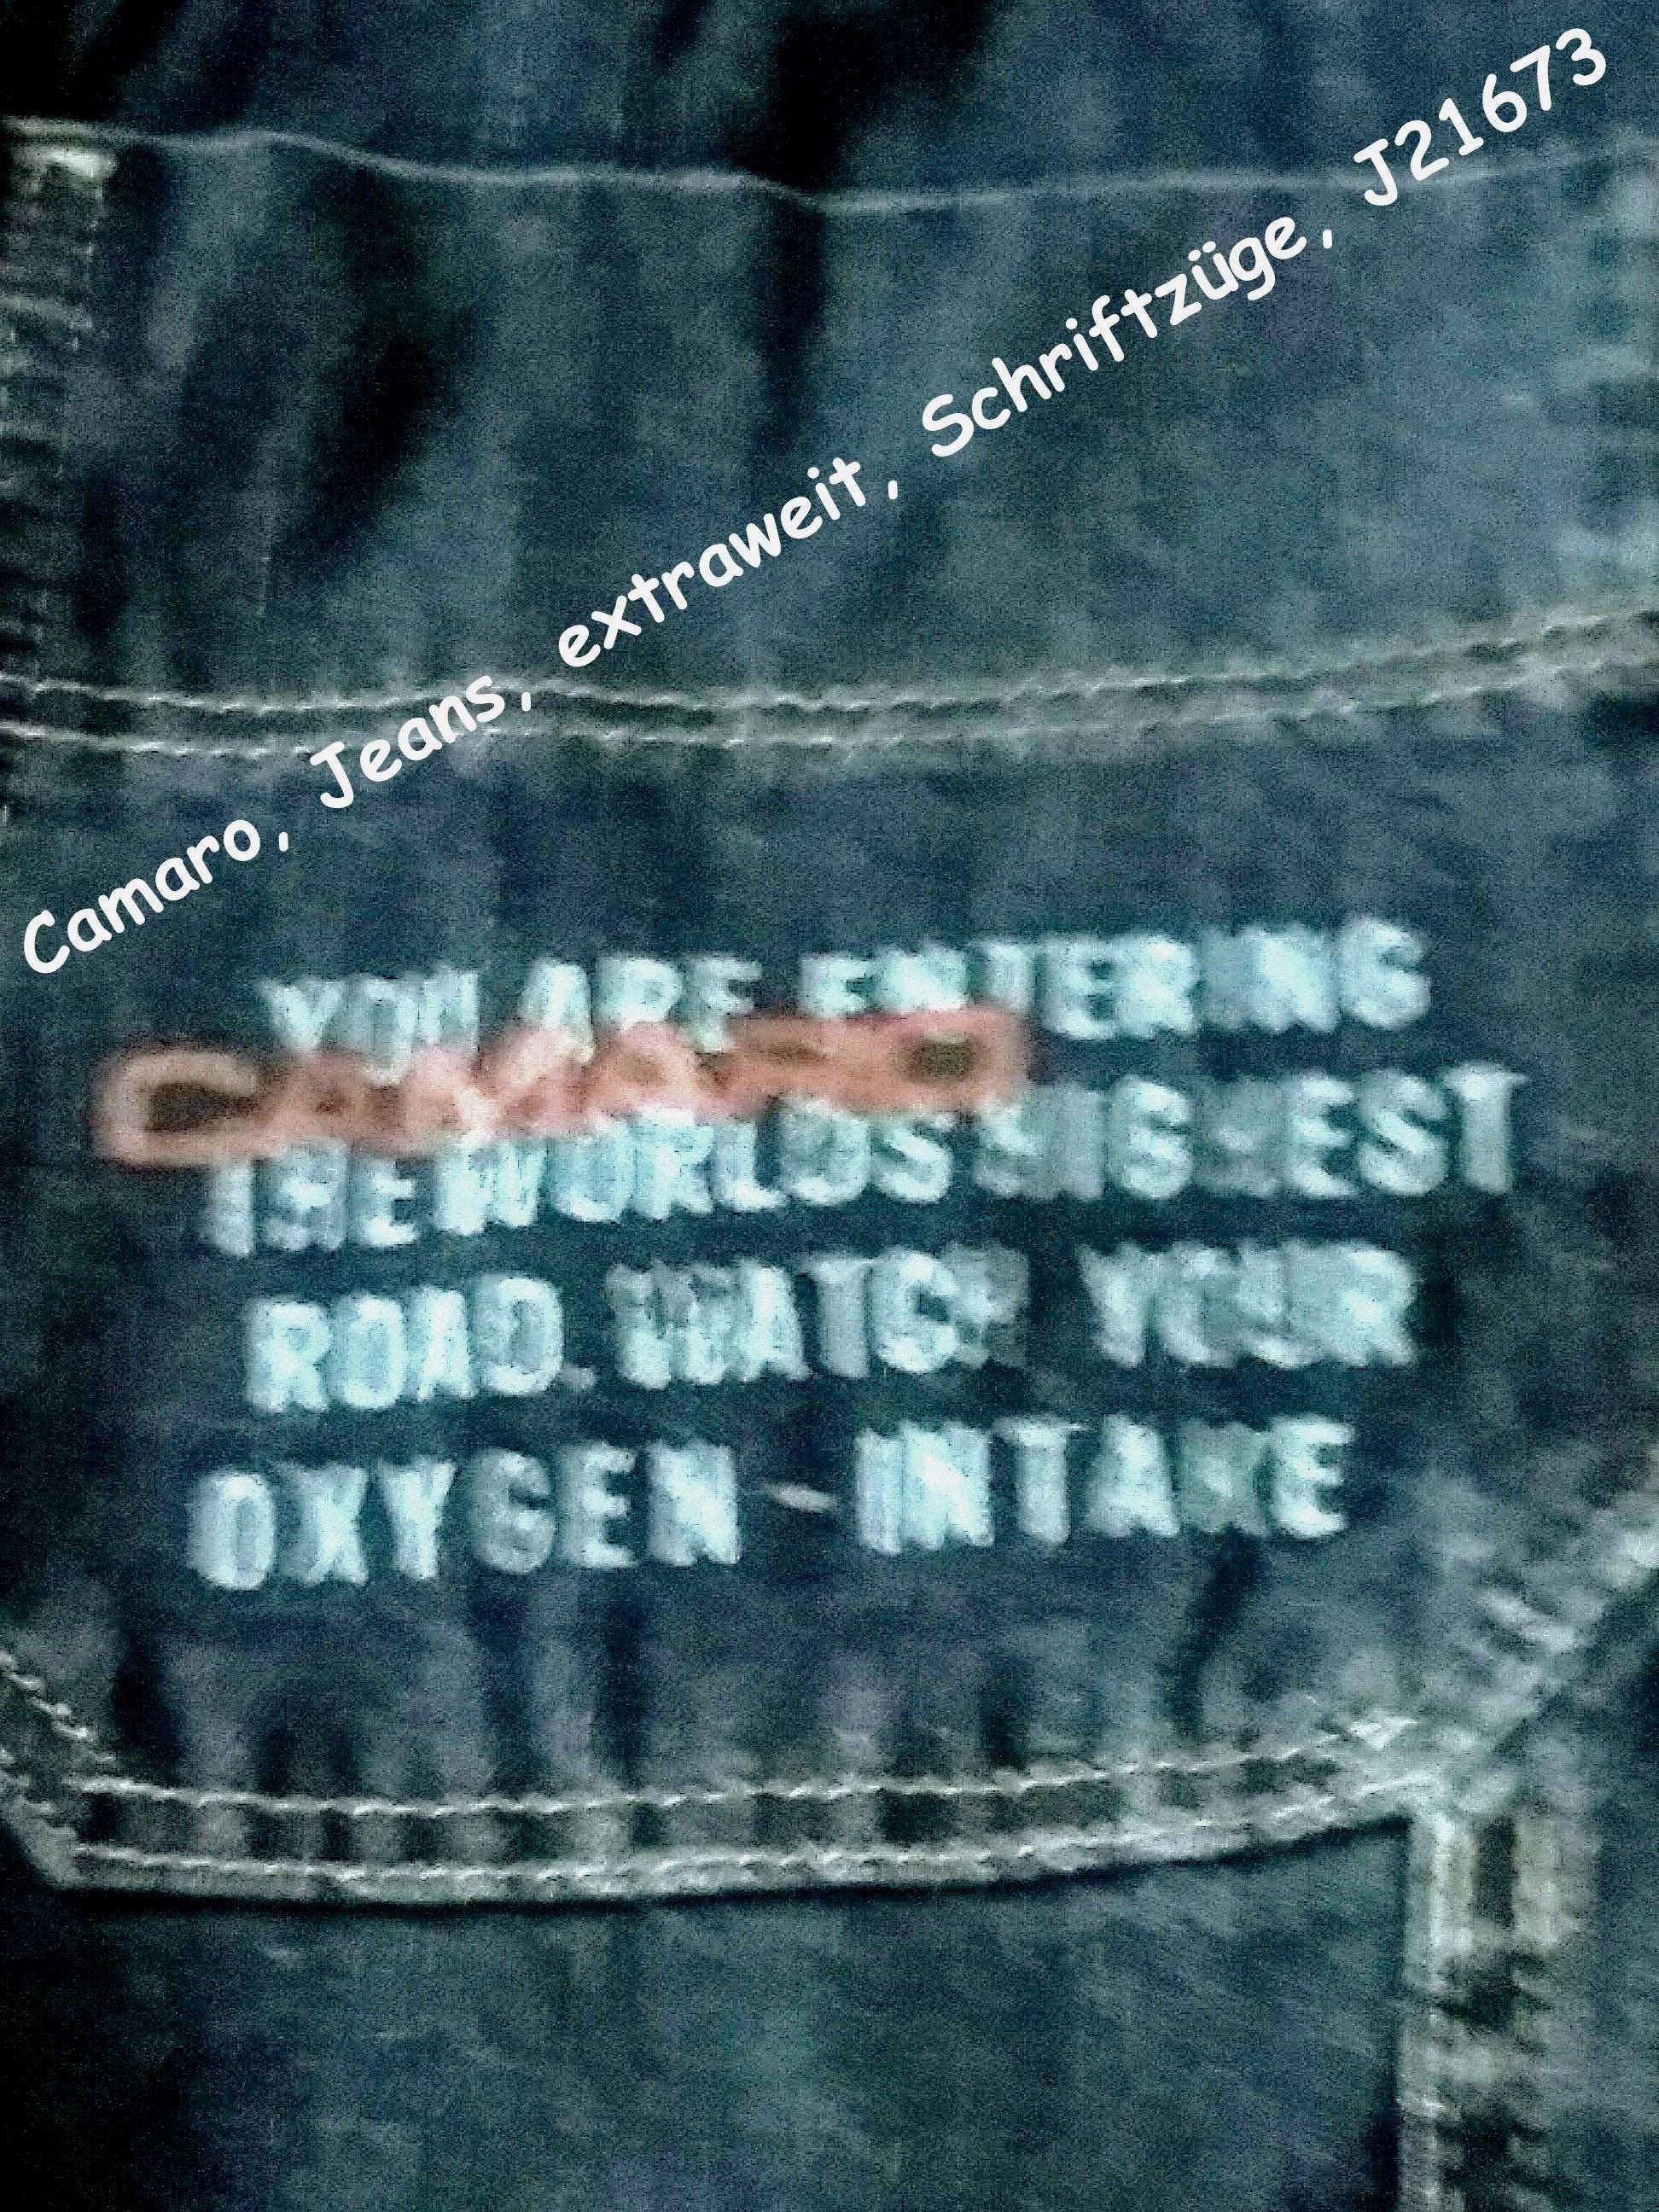 Camaro, Jeans, extraweit, Schriftzüge, J21673
YOU ARE ENTERING
CAMARO
THE WORLDS HIGHEST
ROAD. WATCH YOUR
OXYGEN - INTAKE